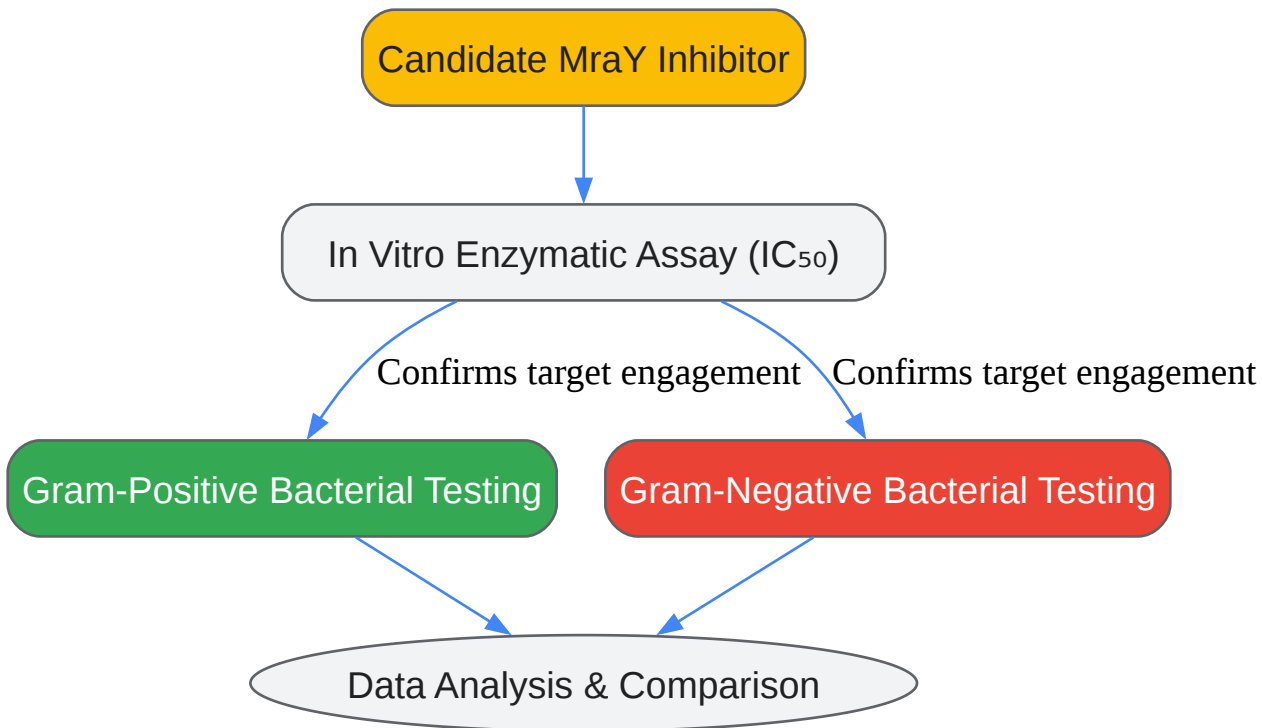 Candidate MraY Inhibitor
In Vitro Enzymatic Assay (IC₅₀)
Confirms target engagement
Confirms target engagement
Gram-Positive Bacterial Testing
Gram-Negative Bacterial Testing
Data Analysis & Comparison